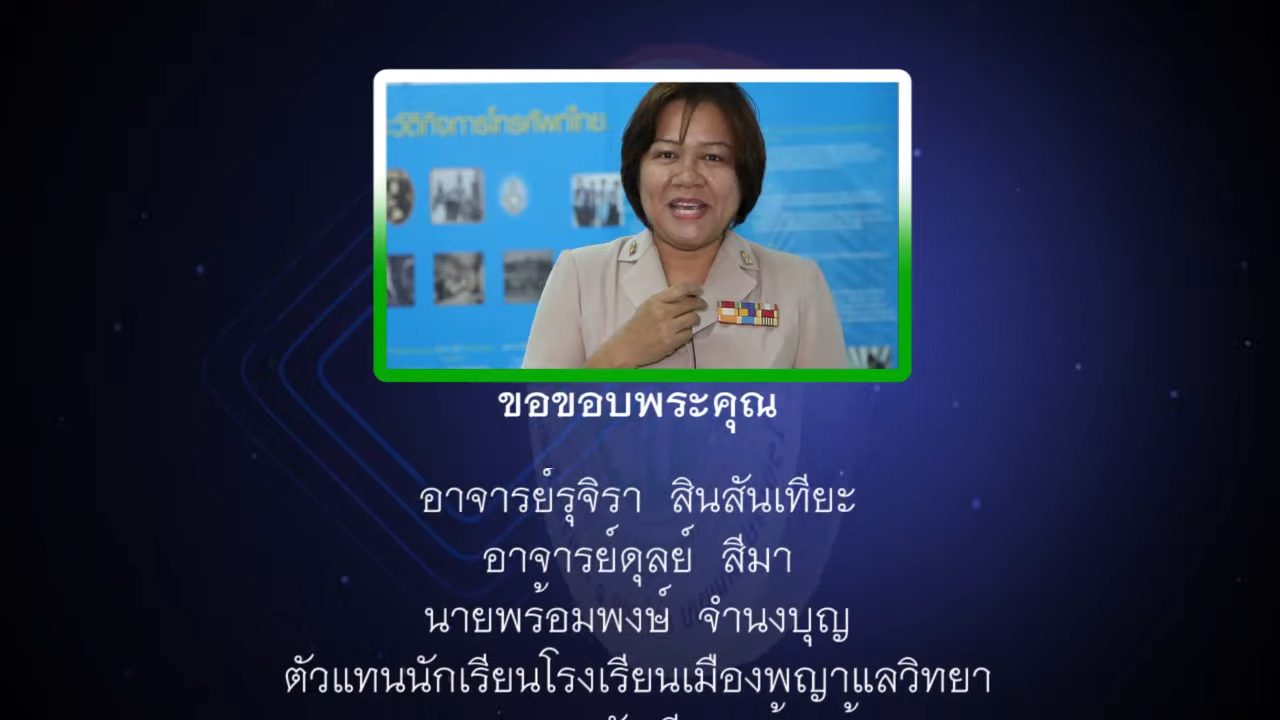 ขอขอบพระคุณ
อาจารย์รุจิรา สินสันเทียะ
อาจารย์ดุลย์ สีมา
นายพร้อมพงษ์ จำนงบุญ
ตัวแทนนักเรียนโรงเรียนเมืองพญาแลวิทยา